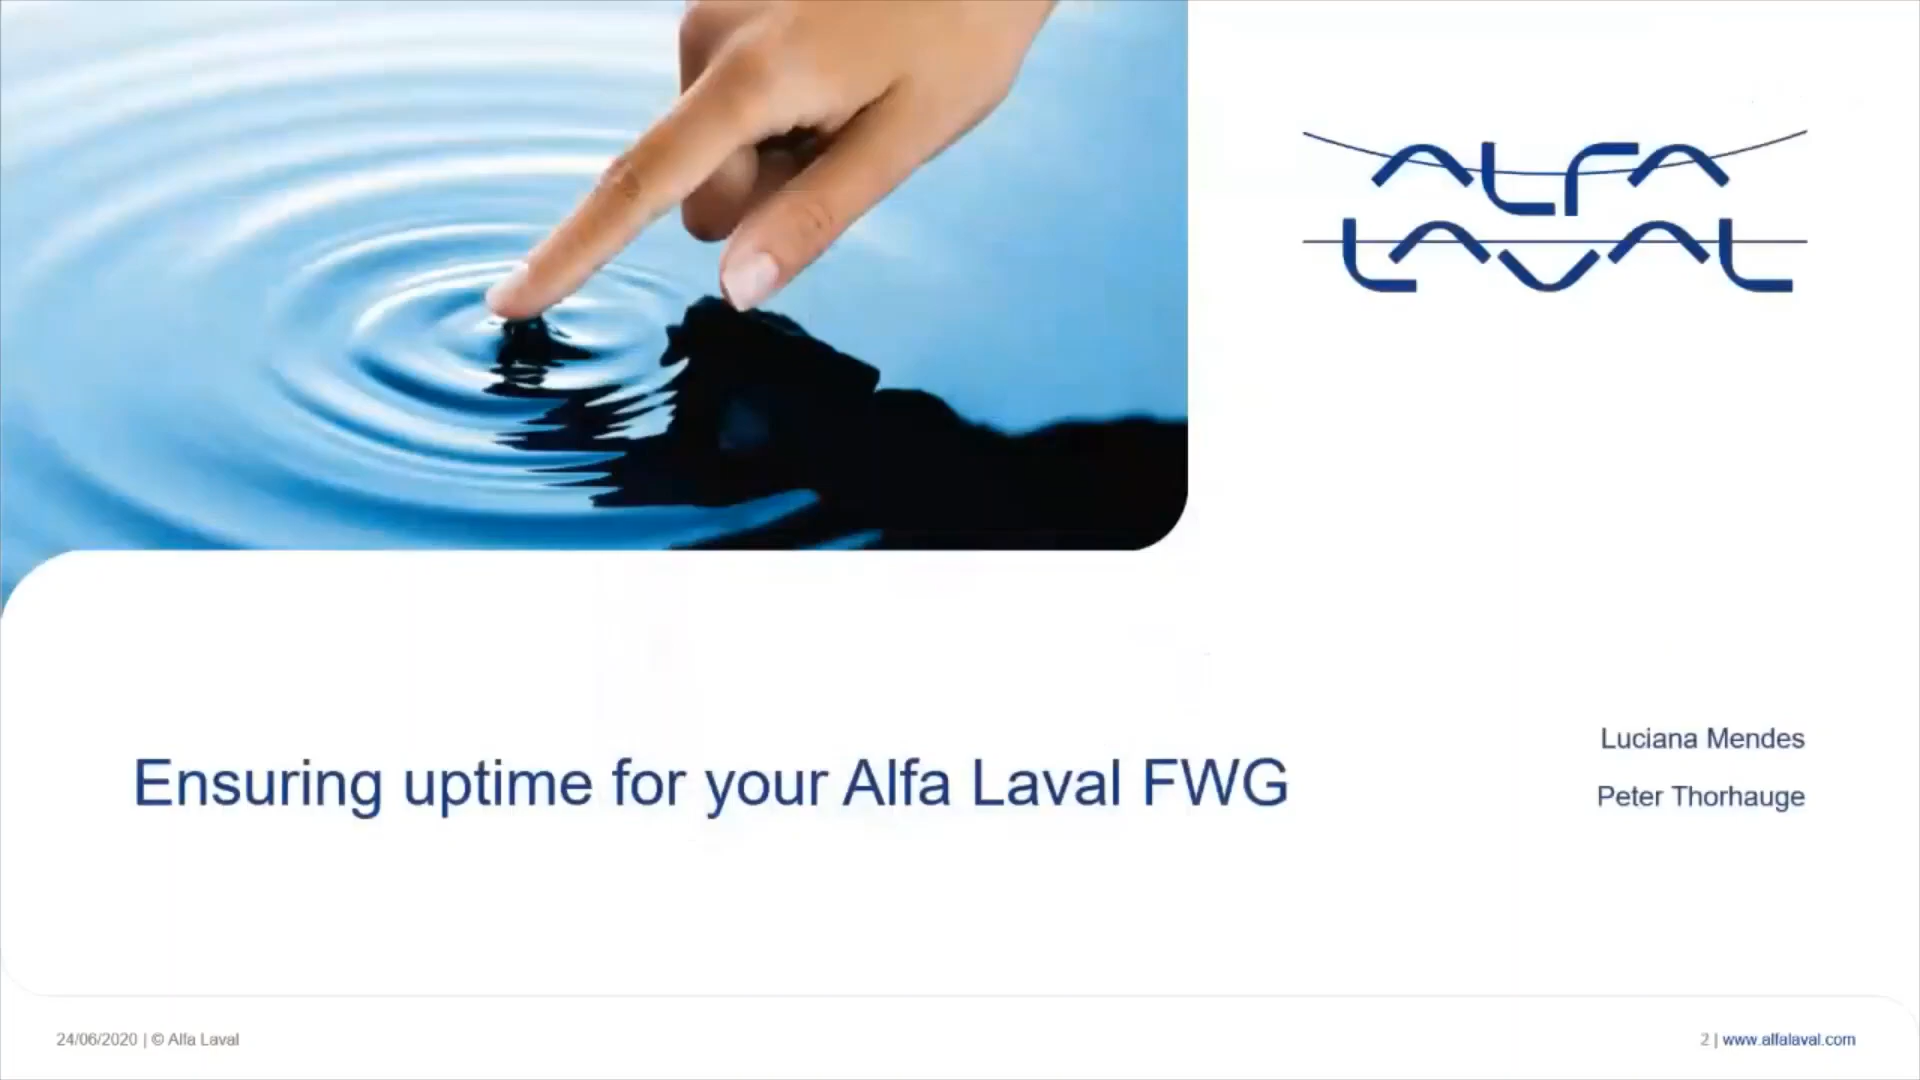 ALFA
LAVAL
Ensuring uptime for your Alfa Laval FWG
Luciana Mendes
Peter Thorhauge
24/06/2020 | © Alfa Laval
2 | www.alfalaval.com